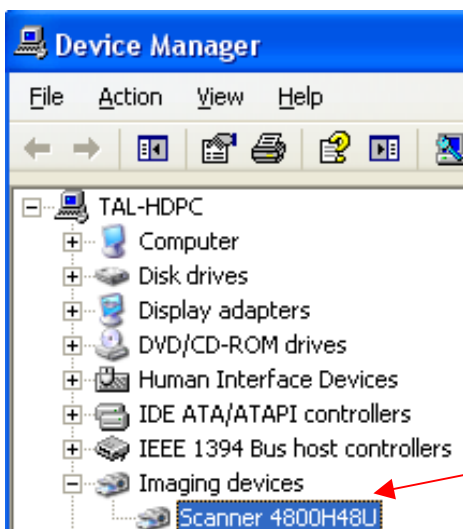 Device Manager
File Action View Help
TAL-HDPC
Computer
Disk drives
Display adapters
DVD/CD-ROM drives
Human Interface Devices
IDE ATA/ATAPI controllers
IEEE 1394 Bus host controllers
Imaging devices
Scanner 4800H48U